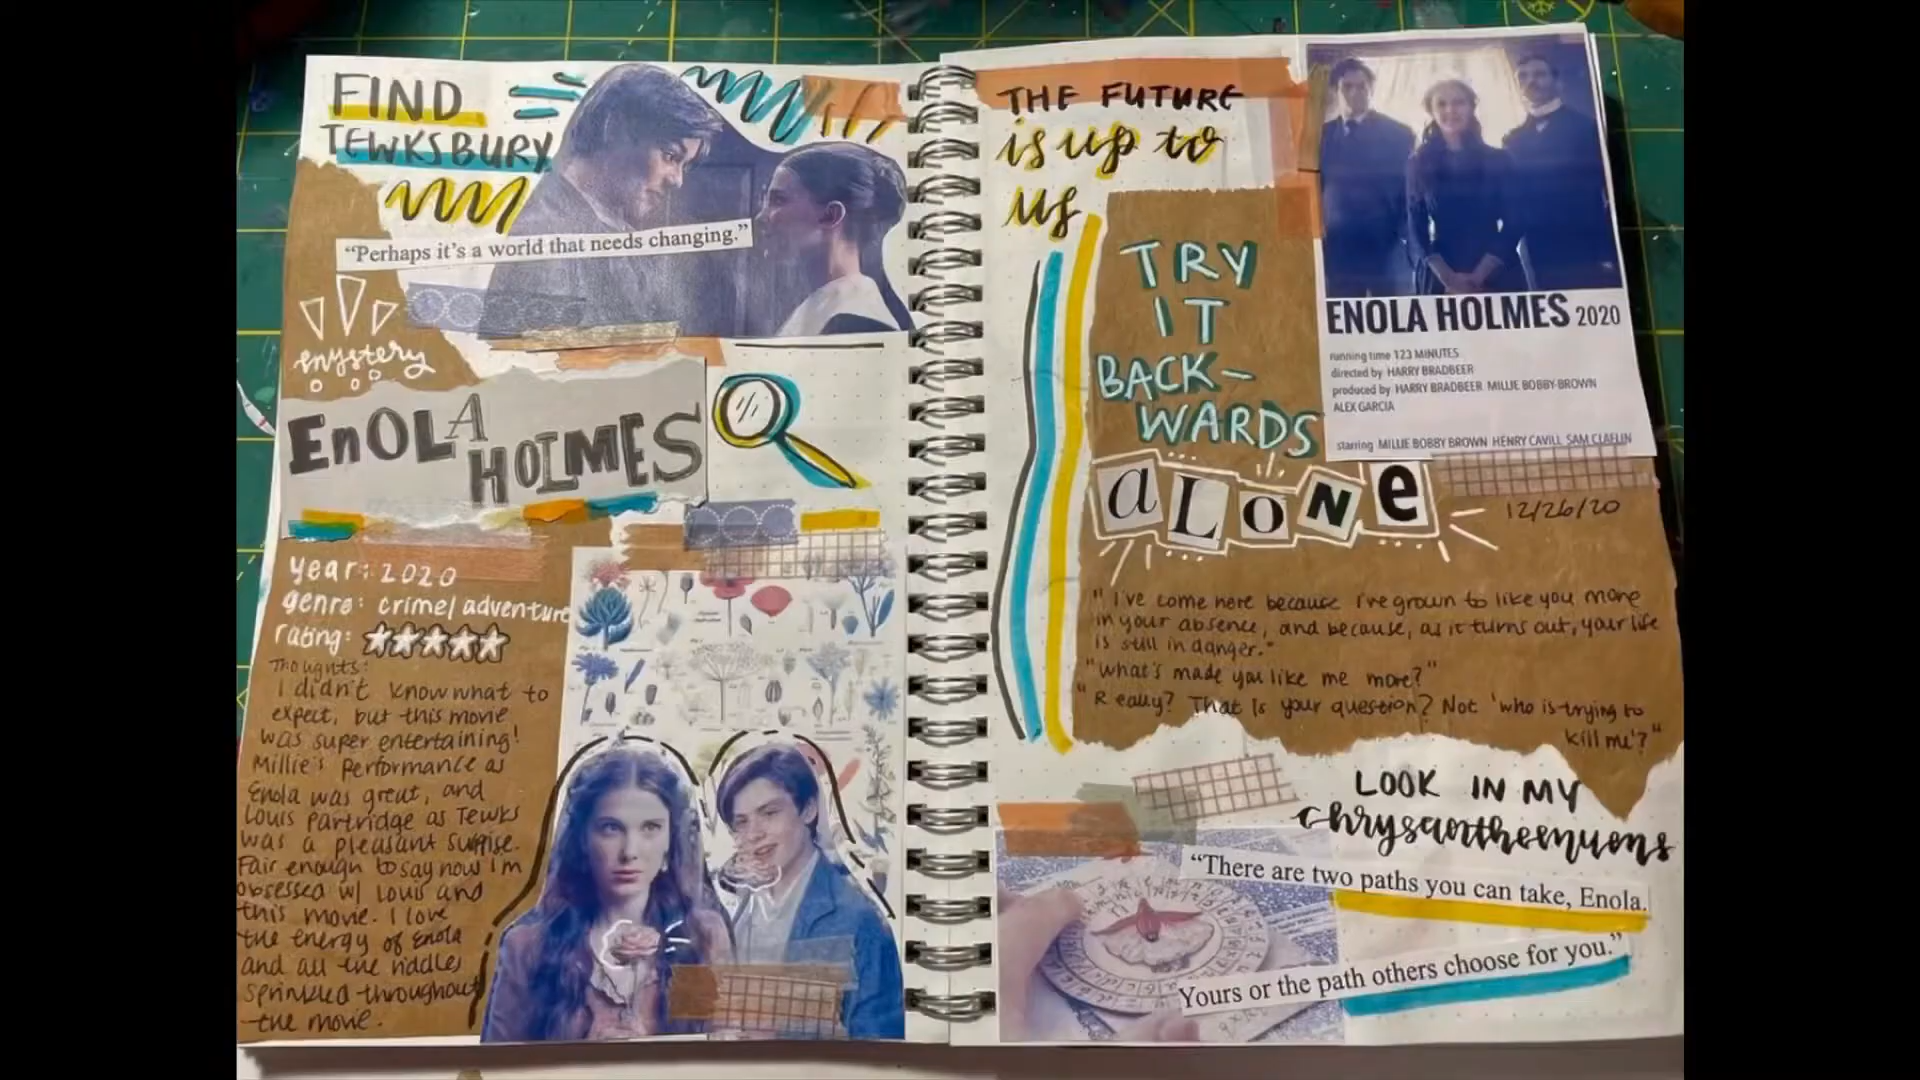 FIND
TEWKSBURY
“Perhaps it’s a world that needs changing.”
mystery
EnOLA
HOLMES
year: 2020
genre: crime/adventure
rating:
Thoughts:
I didn't know what to
expect, but this movie
was super entertaining!
Millie's performance as
Enola was great, and
Louis Partridge as Tewks
was a pleasant surprise.
Fair enough to say now I'm
obsessed w/ Louis and
this movie. I love
the energy of Enola
and all the riddles
sprinkled throughout
the movie.
THE FUTURE
is up to
us
TRY
IT
BACK-
WARDS
aLoNe
ENOLA HOLMES 2020
running time 123 MINUTES
directed by HARRY BRADBEER
produced by HARRY BRADBEER MILLIE BOBBY-BROWN
ALEX GARCIA
starring MILLIE BOBBY BROWN HENRY CAVILL SAM CLAFLIN
12/26/20
"I've come here because I've grown to like you more
in your absence, and because, as it turns out, your life
is still in danger."
"What's made you like me more?"
"Really? That is your question? Not 'who is trying to
kill me'?"
LOOK IN MY
chrysanthemums
“There are two paths you can take, Enola.
Yours or the path others choose for you.”